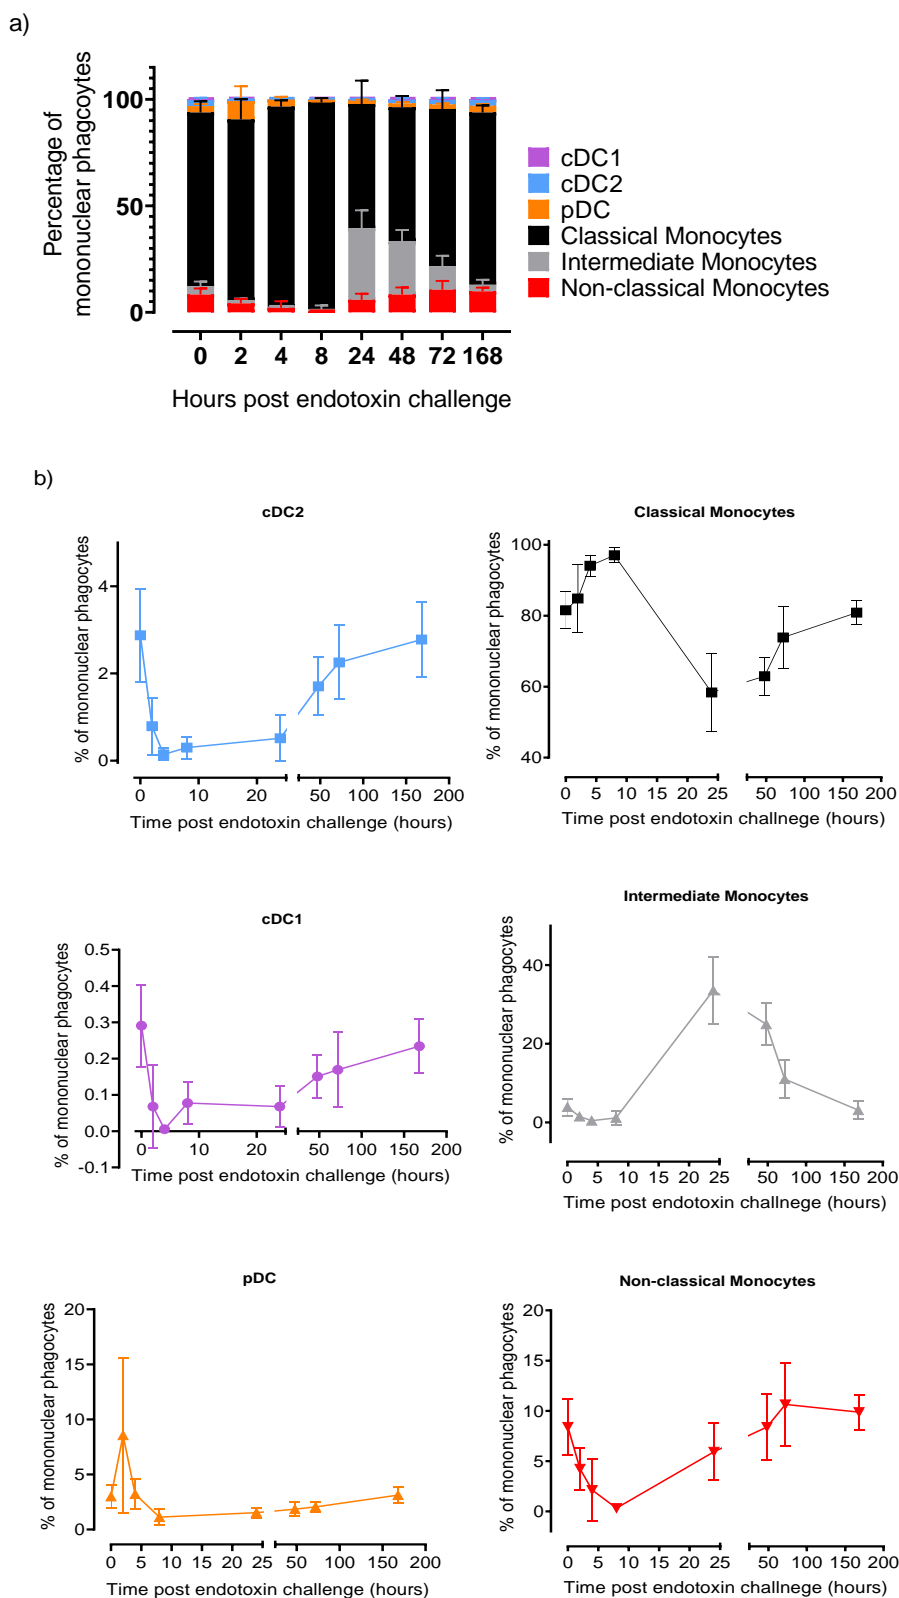 a)
Percentage of
mononuclear phagcoytes
100
50
0
0 2 4 8 24 48 72 168
Hours post endotoxin challenge
cDC1
cDC2
pDC
Classical Monocytes
Intermediate Monocytes
Non-classical Monocytes
b)
cDC2
% of mononuclear phagocytes
4
2
0
0 10 20 50 100 150 200
Time post endotoxin challenge (hours)
Classical Monocytes
% of mononuclear phagocytes
100
80
60
40
0 5 10 15 20 25 50 100 150 200
Time post endotoxin challnege (hours)
cDC1
% of mononuclear phagocytes
0.5
0.4
0.3
0.2
0.1
0.0
-0.1
0 10 20 50 100 150 200
Time post endotoxin challenge (hours)
Intermediate Monocytes
% of mononuclear phagocytes
40
20
0
0 5 10 15 20 25 50 100 150 200
Time post endotoxin challnege (hours)
pDC
% of mononuclear phagocytes
20
15
10
5
0
0 5 10 15 20 25 50 100 150 200
Time post endotoxin challenge (hours)
Non-classical Monocytes
% of mononuclear phagocytes
20
15
10
5
0
0 5 10 15 20 25 50 100 150 200
Time post endotoxin challnege (hours)